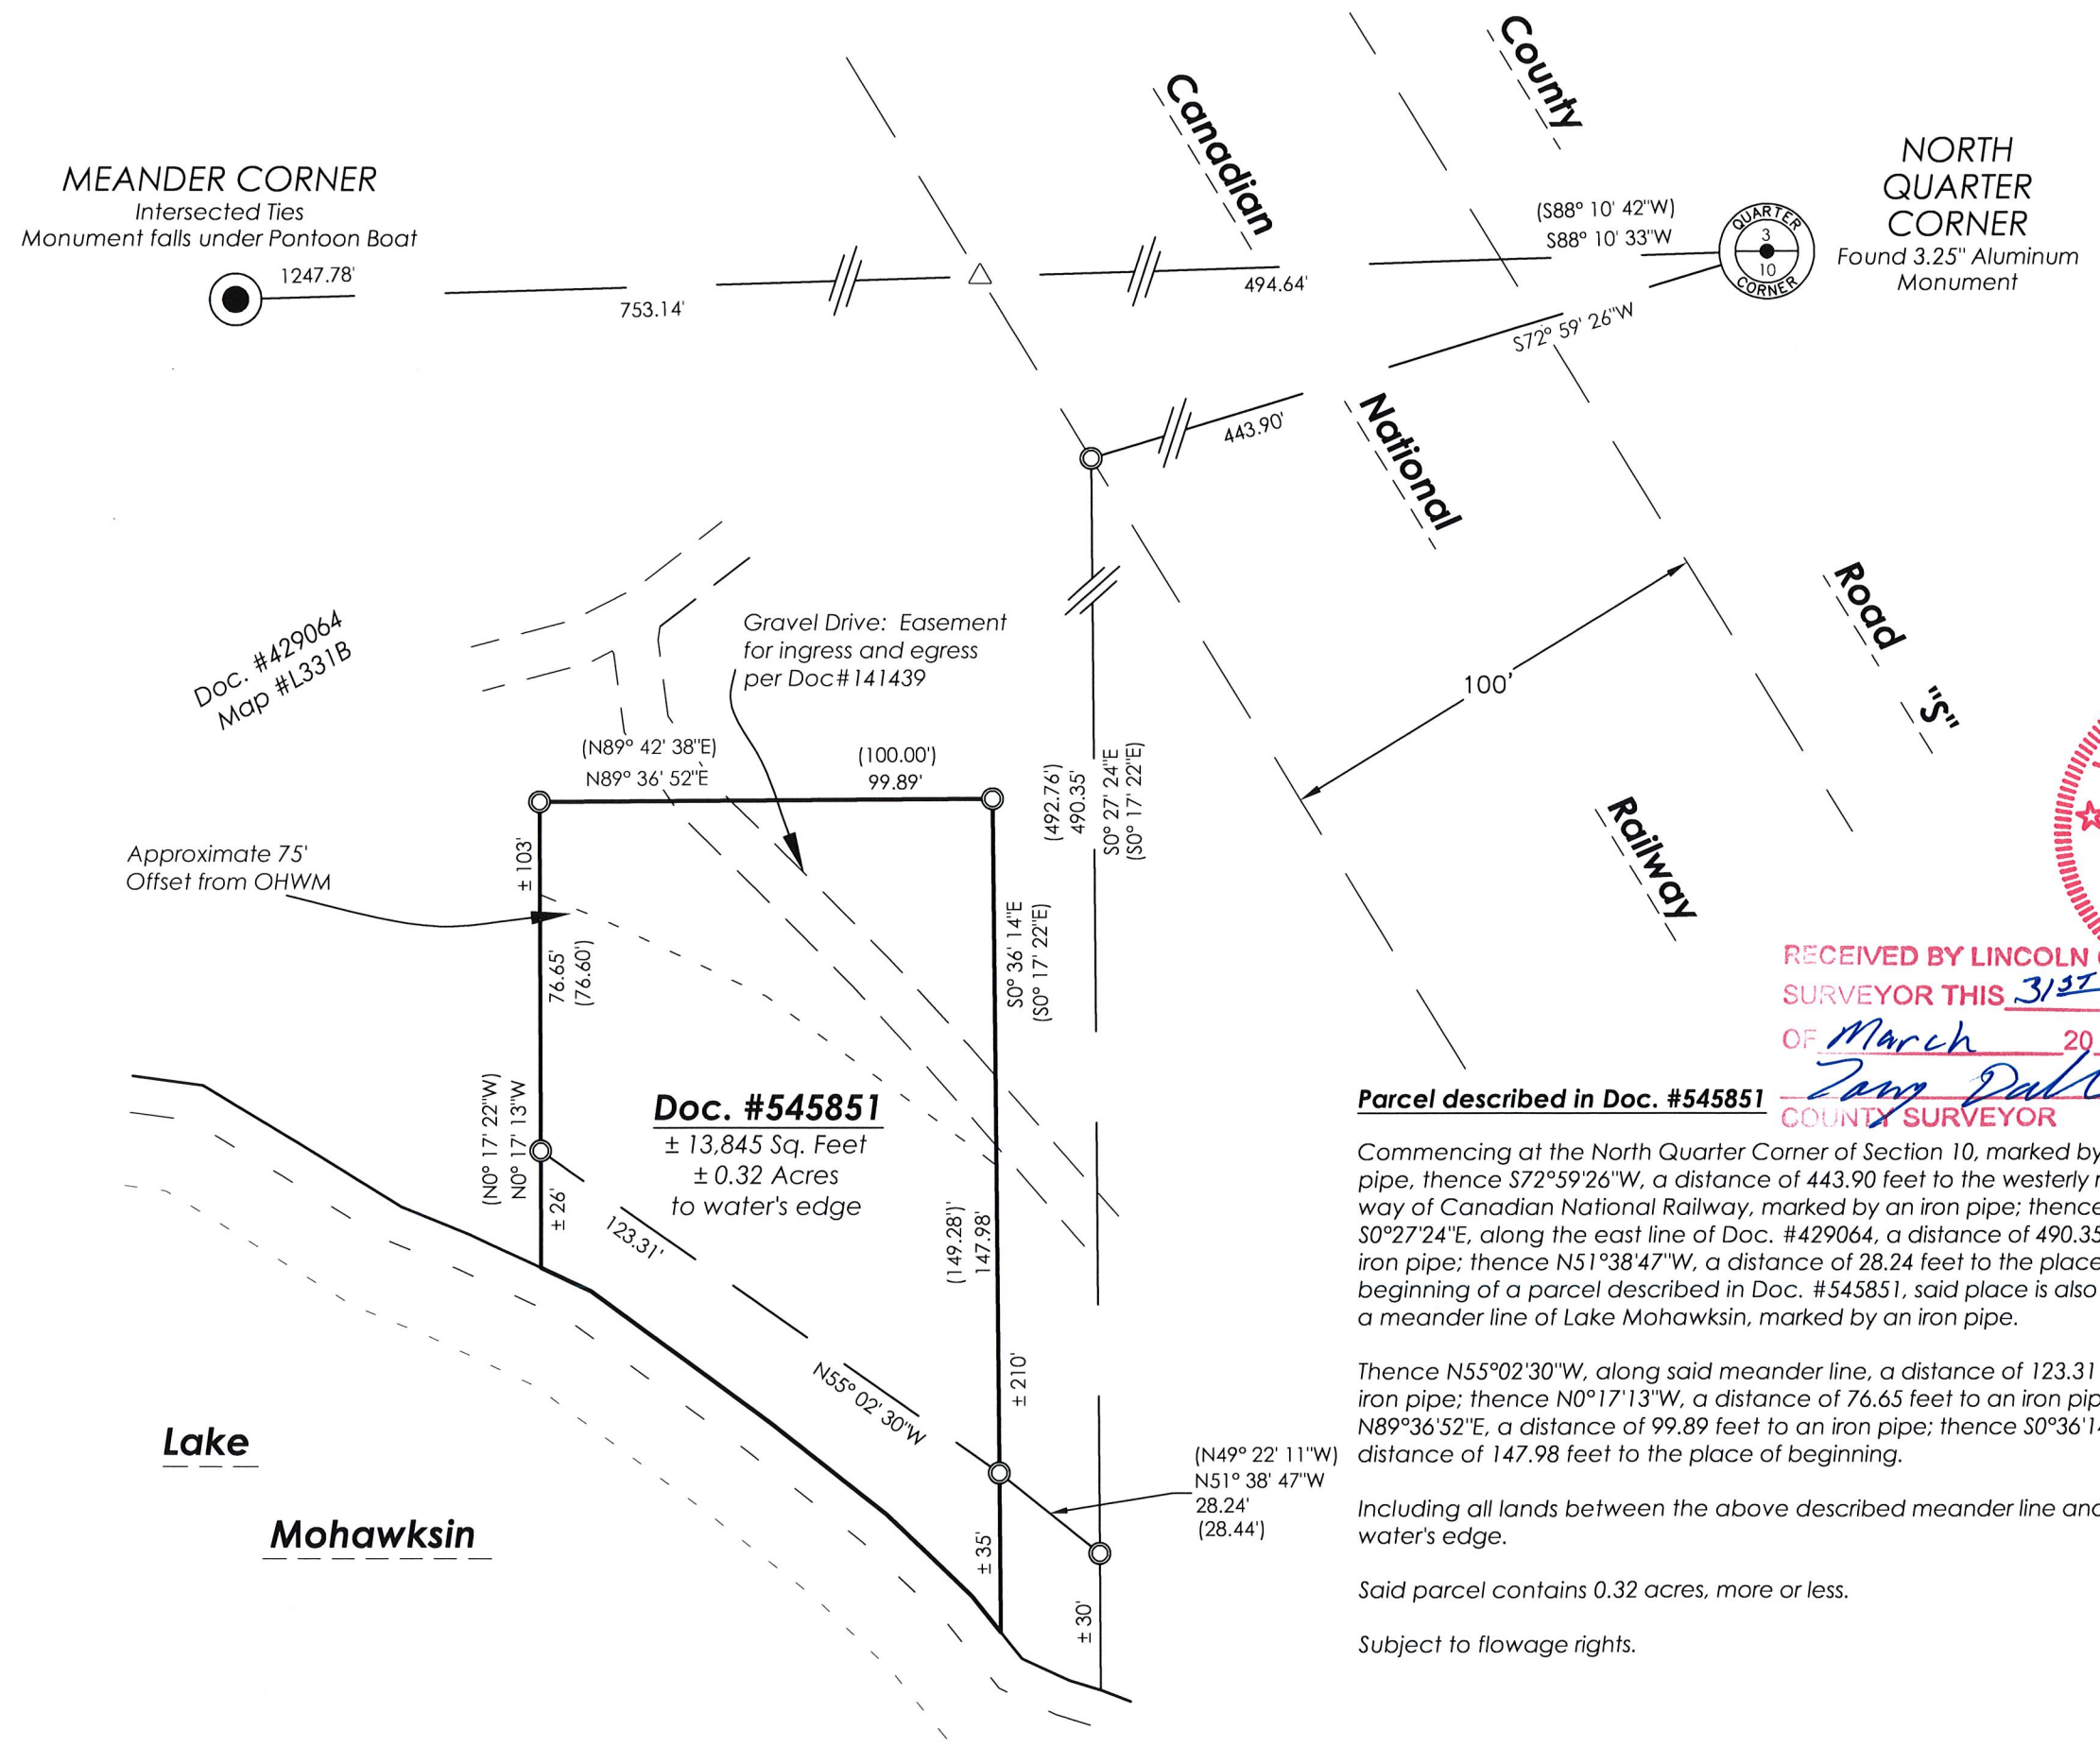 County
Canadian
MEANDER CORNER
Intersected Ties
Monument falls under Pontoon Boat
1247.78'
753.14'
494.64'
(S88° 10' 42"W)
S88° 10' 33"W
QUARTER
3
10
CORNER
NORTH
QUARTER
CORNER
Found 3.25" Aluminum
Monument
S72° 59' 26"W
443.90'
National
Road "S"
Railway
100'
Doc. #429064
Map #L331B
Gravel Drive: Easement
for ingress and egress
per Doc#141439
(N89° 42' 38"E)
N89° 36' 52"E
(100.00')
99.89'
(492.76')
490.35'
S0° 27' 24"E
(S0° 17' 22"E)
Approximate 75'
Offset from OHWM
± 103'
76.65'
(76.60')
S0° 36' 14"E
(S0° 17' 22"E)
(N0° 17' 22"W)
N0° 17' 13"W
± 26'
Doc. #545851
± 13,845 Sq. Feet
± 0.32 Acres
to water's edge
123.31'
(149.28')'
147.98'
N55° 02' 30"W
± 210'
± 35'
± 30'
(N49° 22' 11"W)
N51° 38' 47"W
28.24'
(28.44')
Lake
Mohawksin
RECEIVED BY LINCOLN
SURVEYOR THIS 31ST
OF March 20
COUNTY SURVEYOR
Parcel described in Doc. #545851
Commencing at the North Quarter Corner of Section 10, marked by
pipe, thence S72°59'26"W, a distance of 443.90 feet to the westerly
way of Canadian National Railway, marked by an iron pipe; thence
S0°27'24"E, along the east line of Doc. #429064, a distance of 490.35
iron pipe; thence N51°38'47"W, a distance of 28.24 feet to the place
beginning of a parcel described in Doc. #545851, said place is also
a meander line of Lake Mohawksin, marked by an iron pipe.
Thence N55°02'30"W, along said meander line, a distance of 123.31
iron pipe; thence N0°17'13"W, a distance of 76.65 feet to an iron pip
N89°36'52"E, a distance of 99.89 feet to an iron pipe; thence S0°36'1
distance of 147.98 feet to the place of beginning.
Including all lands between the above described meander line and
water's edge.
Said parcel contains 0.32 acres, more or less.
Subject to flowage rights.